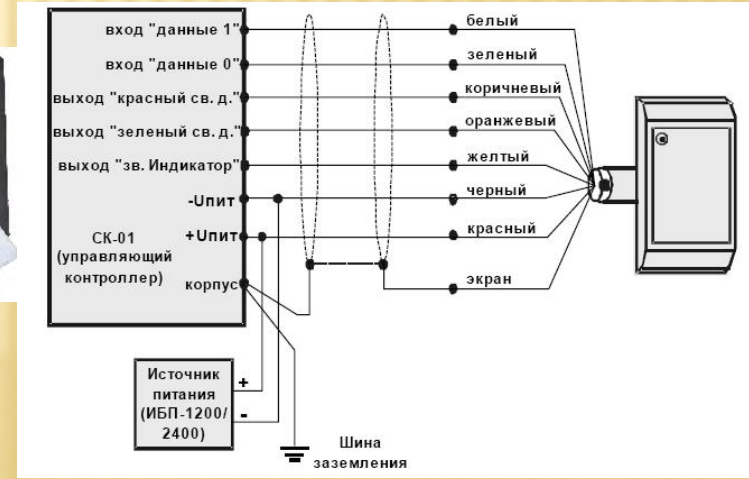 вход "данные 1"
вход "данные 0"
выход "красный св. д."
выход "зеленый св. д."
выход "зв. Индикатор"
-Uпит
+Uпит
СК-01
(управляющий
контроллер)
корпус
белый
зеленый
коричневый
оранжевый
желтый
черный
красный
экран
Источник
питания
(ИБП-1200/
2400)
+
-
Шина
заземления